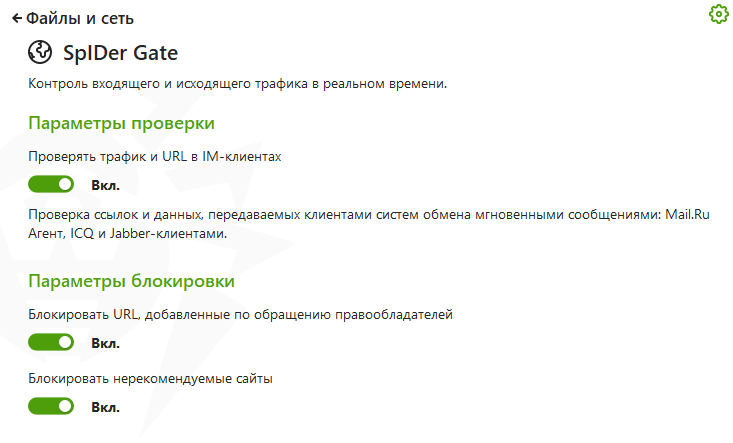 Файлы и сеть
SpIDer Gate
Контроль входящего и исходящего трафика в реальном времени.
Параметры проверки
Проверять трафик и URL в IM-клиентах
Вкл.
Проверка ссылок и данных, передаваемых клиентами систем обмена мгновенными сообщениями: Mail.Ru
Агент, ICQ и Jabber-клиентами.
Параметры блокировки
Блокировать URL, добавленные по обращению правообладателей
Вкл.
Блокировать нерекомендуемые сайты
Вкл.